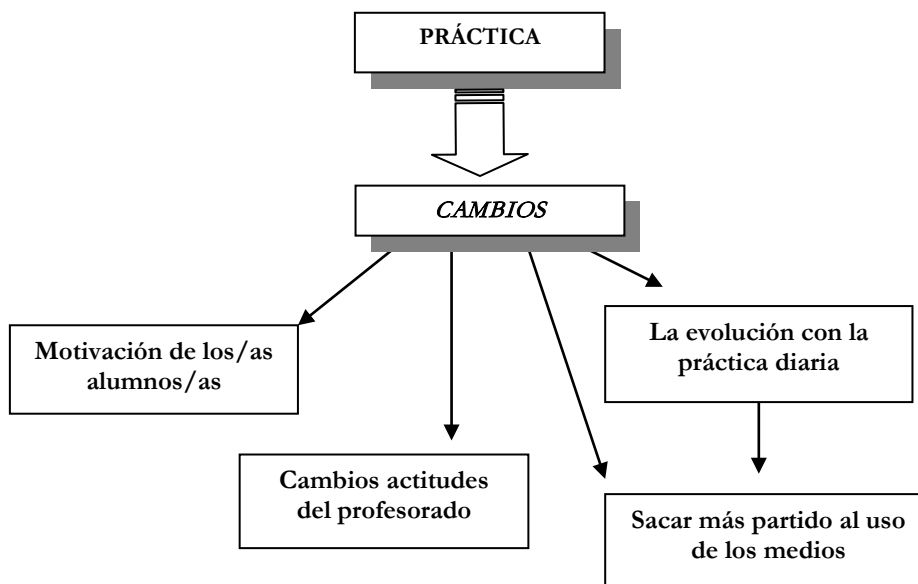 PRÁCTICA
CAMBIOS
Motivación de los/as
alumnos/as
La evolución con la
práctica diaria
Cambios actitudes
del profesorado
Sacar más partido al uso
de los medios